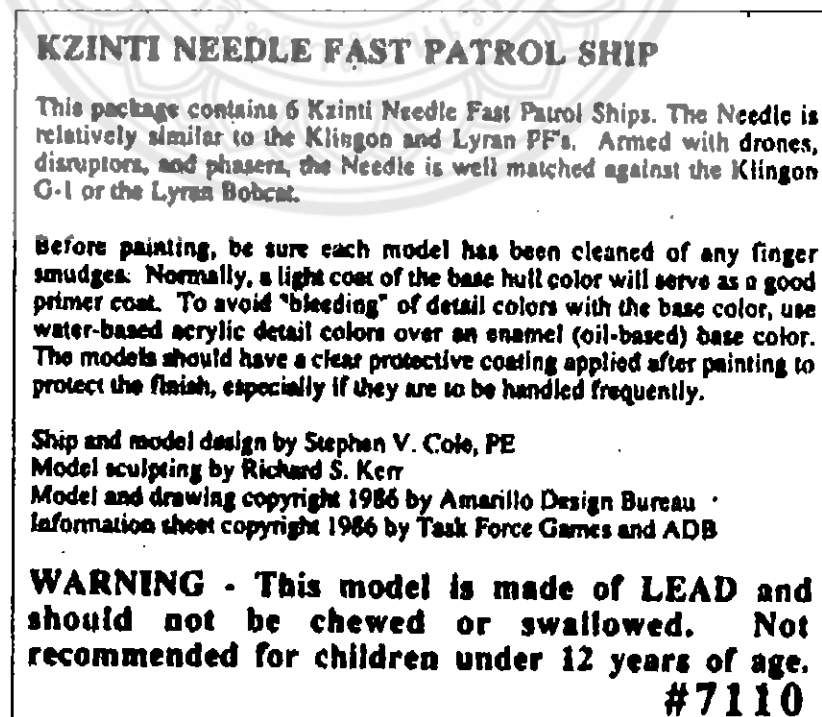 KZINTI NEEDLE FAST PATROL SHIP
This package contains 6 Kzinti Needle Fast Patrol Ships. The Needle is
relatively similar to the Klingon and Lyran PF's. Armed with drones,
disruptors, and phasers, the Needle is well matched against the Klingon
G-1 or the Lyran Bobcat.
Before painting, be sure each model has been cleaned of any finger
smudges. Normally, a light coat of the base hull color will serve as a good
primer coat. To avoid "bleeding" of detail colors with the base color, use
water-based acrylic detail colors over an enamel (oil-based) base color.
The models should have a clear protective coating applied after painting to
protect the finish, especially if they are to be handled frequently.
Ship and model design by Stephen V. Cole, PE
Model sculpting by Richard S. Kerr
Model and drawing copyright 1986 by Amarillo Design Bureau
Information sheet copyright 1986 by Task Force Games and ADB
WARNING - This model is made of LEAD and
should not be chewed or swallowed. Not
recommended for children under 12 years of age.
#7110